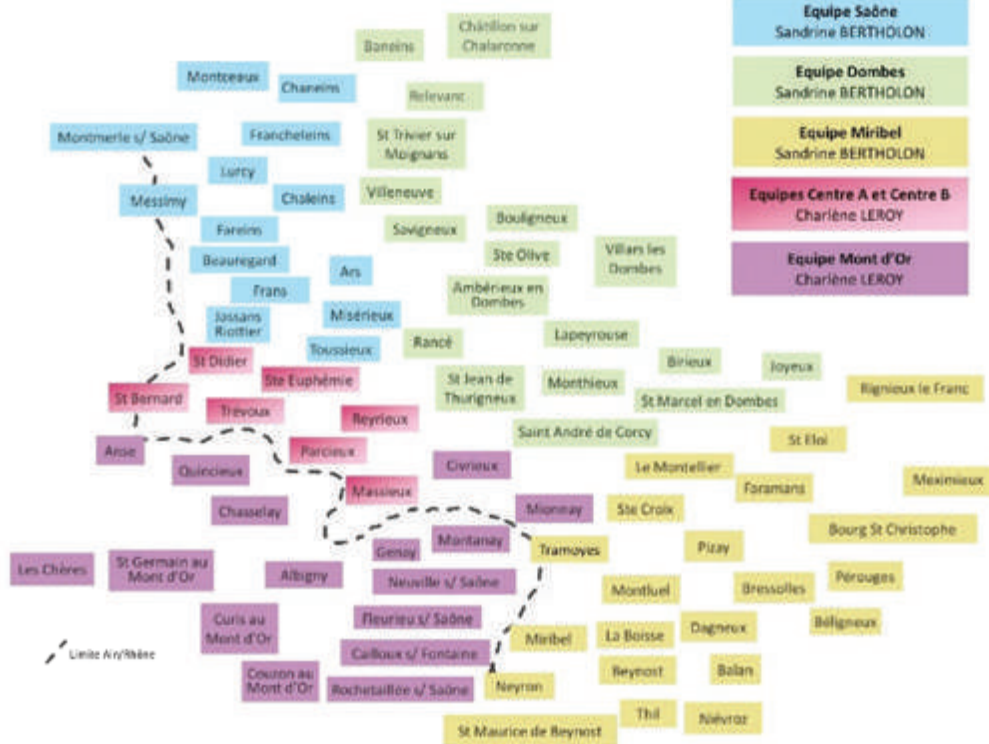 Equipe Saône
Sandrine BERTHOLON
Equipe Dombes
Sandrine BERTHOLON
Equipe Miribel
Sandrine BERTHOLON
Equipes Centre A et Centre B
Charlène LEROY
Equipe Mont d'Or
Charlène LEROY
Châtillon sur
Chalaronne
Baneins
Montceaux
Chaneins
Relevant
Montmerle s/ Saône
Francheleins
St Trivier sur
Moignans
Lurcy
Messimy
Chaleins
Villeneuve
Fareins
Savigneux
Bouligneux
Beauregard
Ars
Ste Olive
Villars les
Dombes
Frans
Ambérieux en
Dombes
Jassans
Riottier
Misérieux
Toussieux
Rancé
Lapeyrouse
St Didier
Ste Euphémie
Birieux
Joyeux
St Bernard
Trévoux
Reyrieux
St Jean de
Thurigneux
Monthieux
St Marcel en Dombes
Rignieux le Franc
Saint André de Corcy
St Eloi
Anse
Quincieux
Parcieux
Civrieux
Le Montellier
Faramans
Meximieux
Massieux
Chasselay
Mionnay
Ste Croix
Bourg St Christophe
Genay
Montanay
Tramoyes
Pizay
Les Chères
St Germain au
Mont d'Or
Albigny
Neuville s/ Saône
Montluel
Bressolles
Pérouges
Curis au
Mont d'Or
Fleurieu s/ Saône
Miribel
La Boisse
Dagneux
Béligneux
Limite Ain/Rhône
Cailloux s/ Fontaine
Couzon au
Mont d'Or
Rochetaillée s/ Saône
Neyron
Beynost
Balan
St Maurice de Beynost
Thil
Niévroz